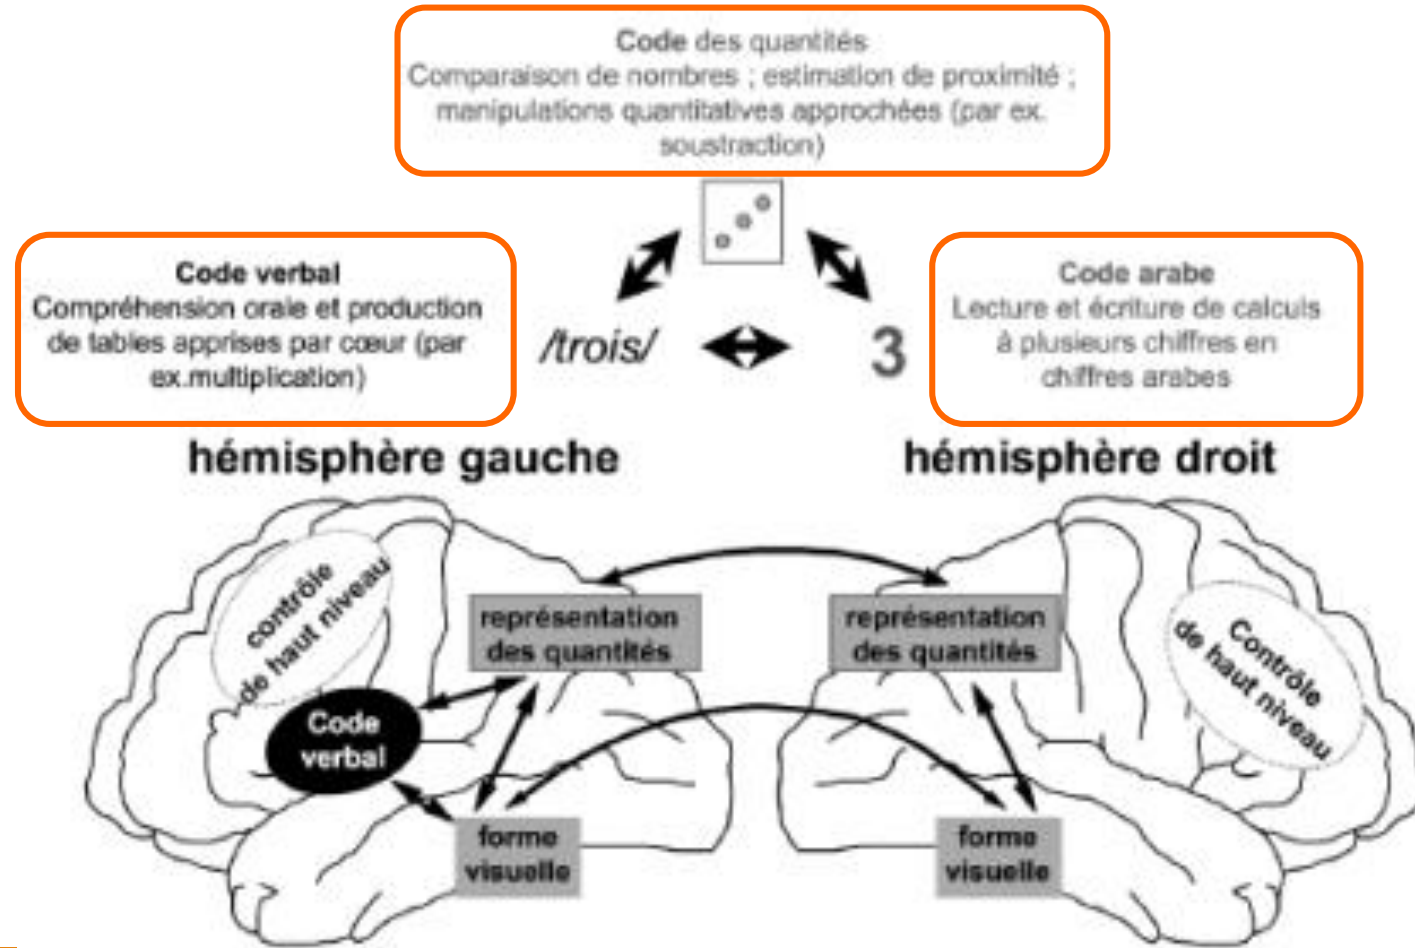 Code des quantités
Comparaison de nombres ; estimation de proximité ;
manipulations quantitatives approchées (par ex.
soustraction)
Code verbal
Compréhension orale et production
de tables apprises par cœur (par
ex.multiplication)
/trois/
3
Code arabe
Lecture et écriture de calculs
à plusieurs chiffres en
chiffres arabes
hémisphère gauche
hémisphère droit
contrôle
de haut niveau
représentation
des quantités
Code
verbal
forme
visuelle
représentation
des quantités
Contrôle
de haut niveau
forme
visuelle